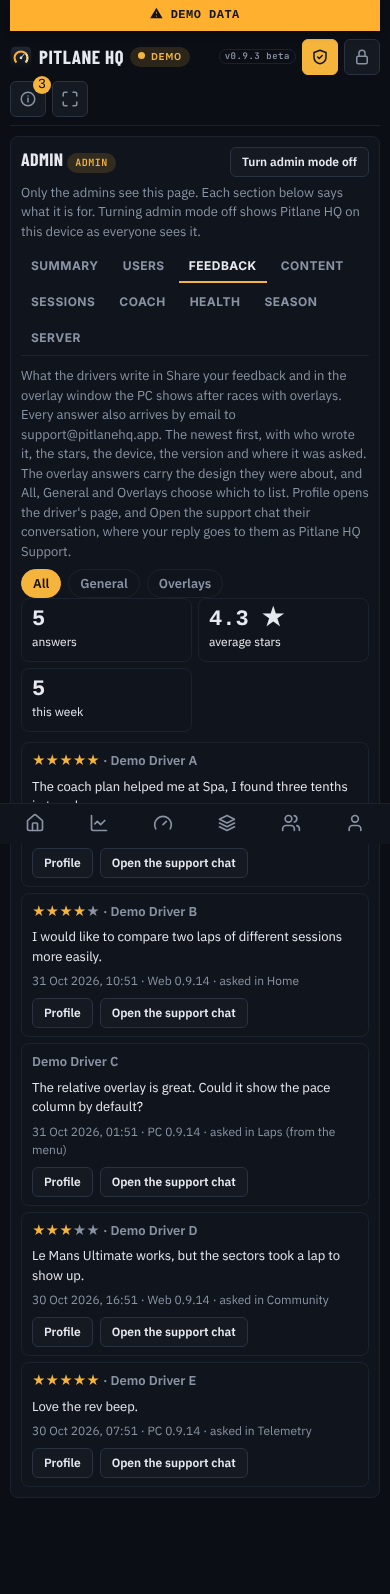 ⚠ DEMO DATA
PITLANE HQ
DEMO
v0.9.3 beta
3
ADMIN ADMIN
Turn admin mode off
Only the admins see this page. Each section below says
what it is for. Turning admin mode off shows Pitlane HQ on
this device as everyone sees it.
SUMMARY USERS FEEDBACK CONTENT
SESSIONS COACH HEALTH SEASON
SERVER
What the drivers write in Share your feedback and in the
overlay window the PC shows after races with overlays.
Every answer also arrives by email to
support@pitlanehq.app. The newest first, with who wrote
it, the stars, the device, the version and where it was asked.
The overlay answers carry the design they were about, and
All, General and Overlays choose which to list. Profile opens
the driver's page, and Open the support chat their
conversation, where your reply goes to them as Pitlane HQ
Support.
All General Overlays
5
answers
4.3 ★
average stars
5
this week
★★★★★ · Demo Driver A
The coach plan helped me at Spa, I found three tenths
Profile Open the support chat
★★★★★ · Demo Driver B
I would like to compare two laps of different sessions
more easily.
31 Oct 2026, 10:51 · Web 0.9.14 · asked in Home
Profile Open the support chat
Demo Driver C
The relative overlay is great. Could it show the pace
column by default?
31 Oct 2026, 01:51 · PC 0.9.14 · asked in Laps (from the
menu)
Profile Open the support chat
★★★★★ · Demo Driver D
Le Mans Ultimate works, but the sectors took a lap to
show up.
30 Oct 2026, 16:51 · Web 0.9.14 · asked in Community
Profile Open the support chat
★★★★★ · Demo Driver E
Love the rev beep.
30 Oct 2026, 07:51 · PC 0.9.14 · asked in Telemetry
Profile Open the support chat